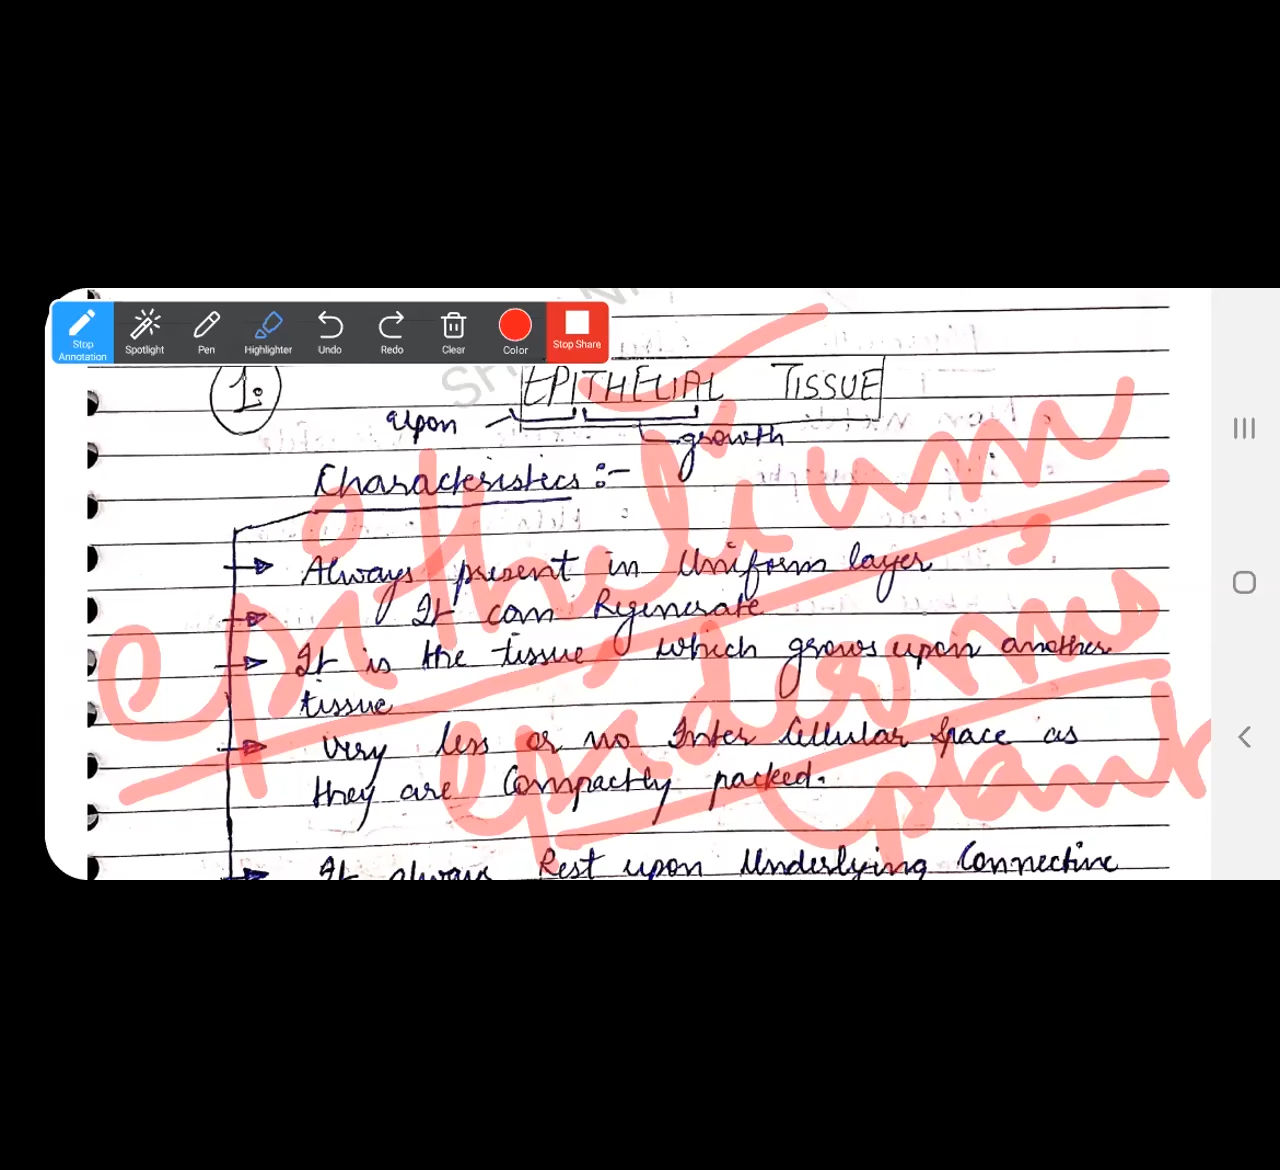 Stop Annotation Spotlight Pen Highlighter Undo Redo Clear Color Stop Share
1. EPITHELIAL TISSUE
upon growth
Characteristics :-
Always present in Uniform layer
It can Regenerate
It is the tissue which grows upon another
tissue
Very less or no Inter Cellular Space as
they are Compactly packed.
It always Rest upon Underlying Connective
epithelium
epidermis
plant